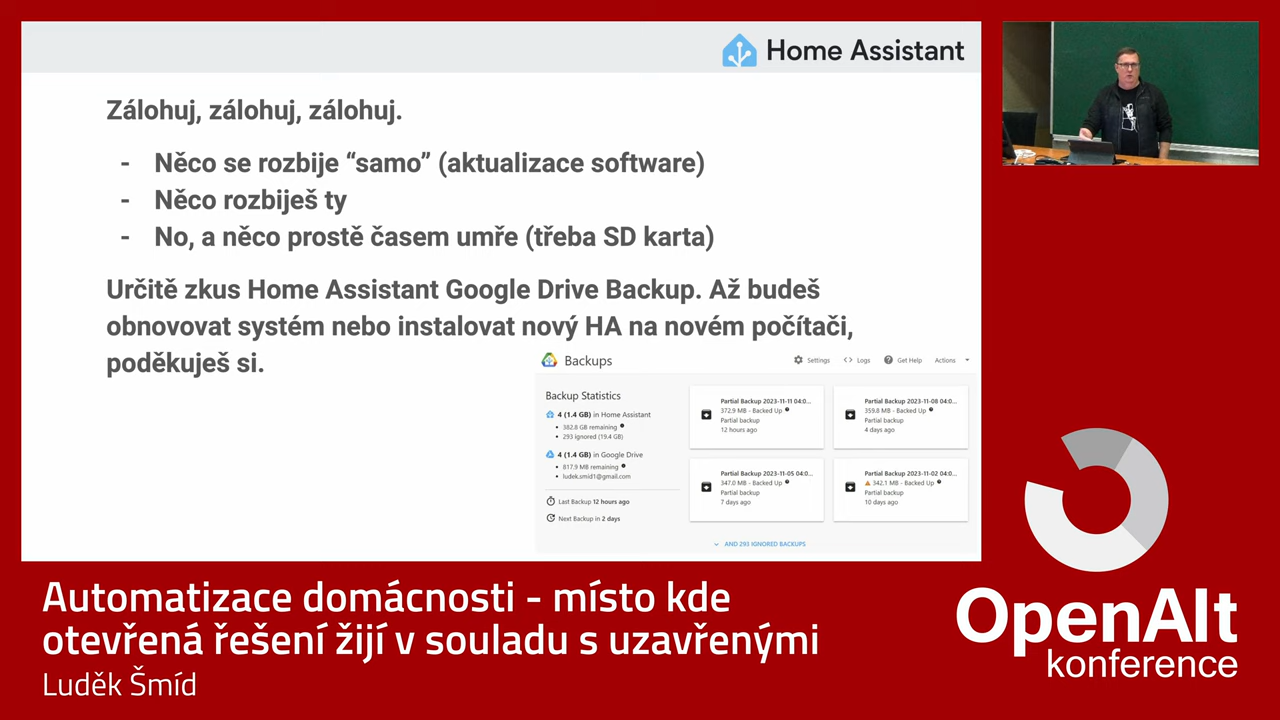 Home Assistant
Zálohuj, zálohuj, zálohuj.
- Něco se rozbije “samo” (aktualizace software)
- Něco rozbiješ ty
- No, a něco prostě časem umře (třeba SD karta)
Určitě zkus Home Assistant Google Drive Backup. Až budeš
obnovovat systém nebo instalovat nový HA na novém počítači,
poděkuješ si.
Backups
Settings
Logs
Get Help
Actions
Backup Statistics
4 (1.4 GB) in Home Assistant
• 382.8 GB remaining
• 293 ignored (19.4 GB)
4 (1.4 GB) in Google Drive
• 817.9 MB remaining
• ludek.smid1@gmail.com
Last Backup 12 hours ago
Next Backup in 2 days
Partial Backup 2023-11-11 04:0...
372.9 MB - Backed Up
Partial backup
12 hours ago
Partial Backup 2023-11-08 04:0...
359.8 MB - Backed Up
Partial backup
4 days ago
Partial Backup 2023-11-05 04:0...
347.0 MB - Backed Up
Partial backup
7 days ago
Partial Backup 2023-11-02 04:0...
342.1 MB - Backed Up
Partial backup
10 days ago
AND 293 IGNORED BACKUPS
Automatizace domácnosti - místo kde
otevřená řešení žijí v souladu s uzavřenými
Luděk Šmíd
OpenAlt
konference